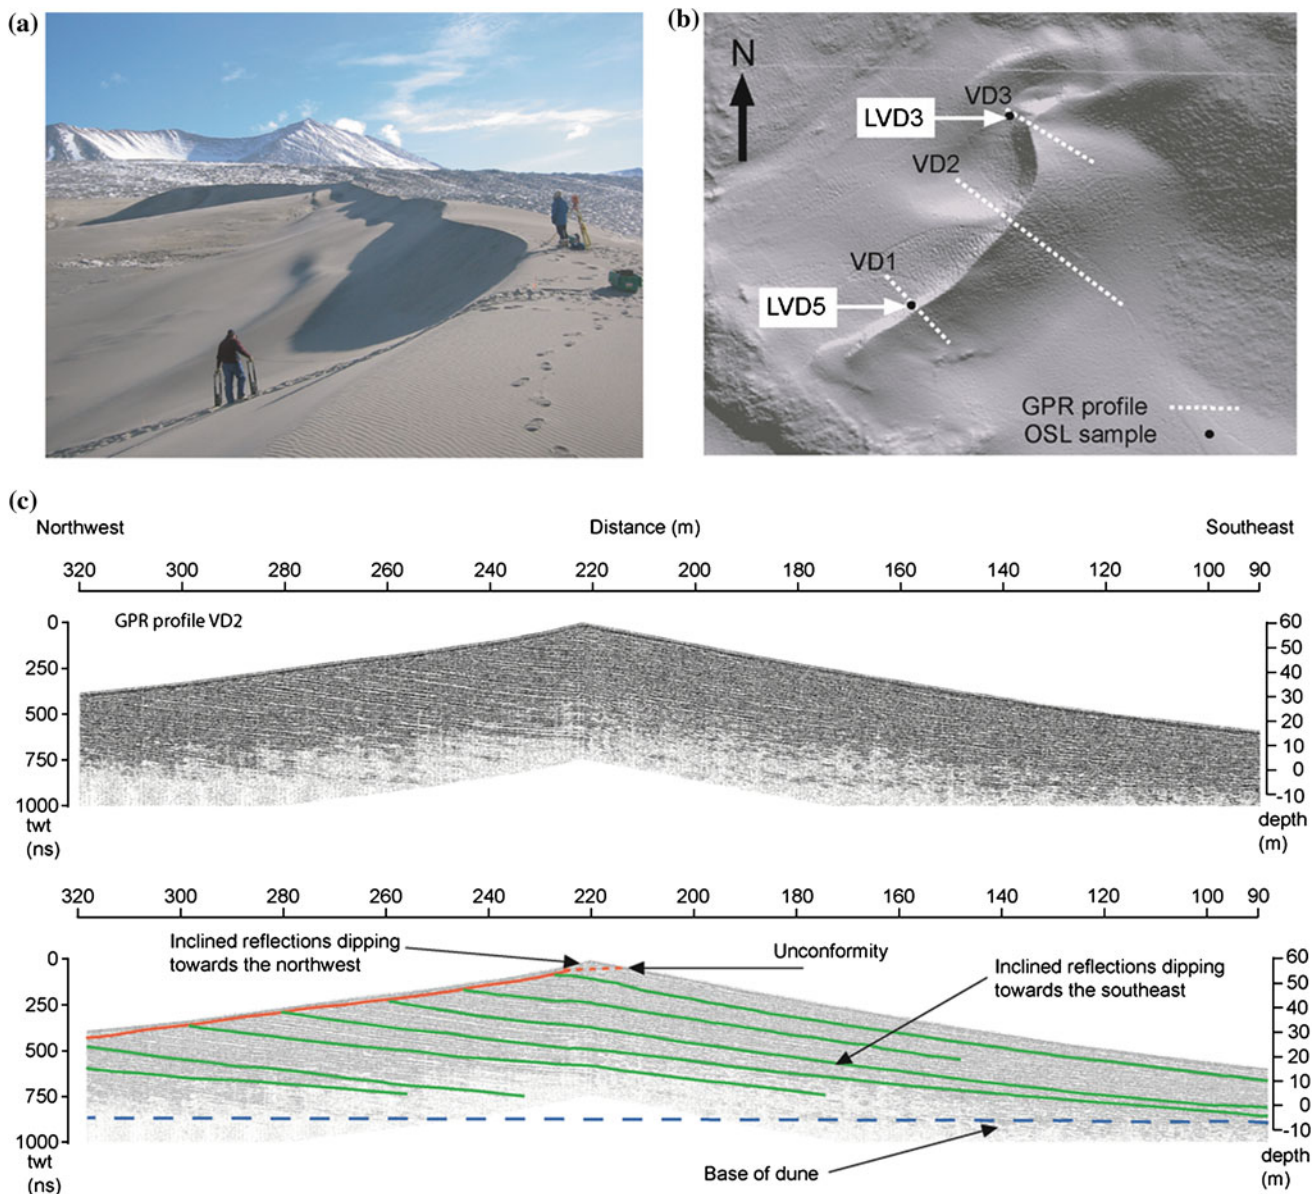 (a)
(b)
N
VD3
LVD3
VD2
VD1
LVD5
GPR profile
OSL sample
(c)
Northwest
Distance (m)
Southeast
320 300 280 260 240 220 200 180 160 140 120 100 90
GPR profile VD2
0
250
500
750
1000
twt
(ns)
60
50
40
30
20
10
0
-10
depth
(m)
320 300 280 260 240 220 200 180 160 140 120 100 90
Inclined reflections dipping
towards the northwest
Unconformity
Inclined reflections dipping
towards the southeast
0
250
500
750
1000
twt
(ns)
60
50
40
30
20
10
0
-10
depth
(m)
Base of dune